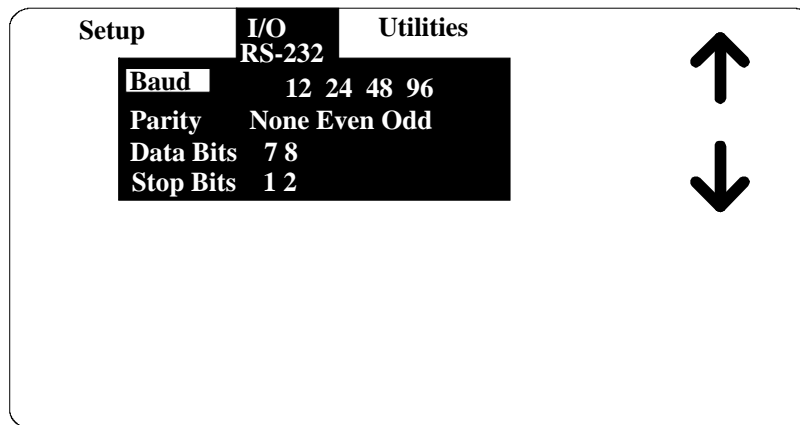 Setup I/O Utilities
RS-232
Baud 12 24 48 96
Parity None Even Odd
Data Bits 7 8
Stop Bits 1 2